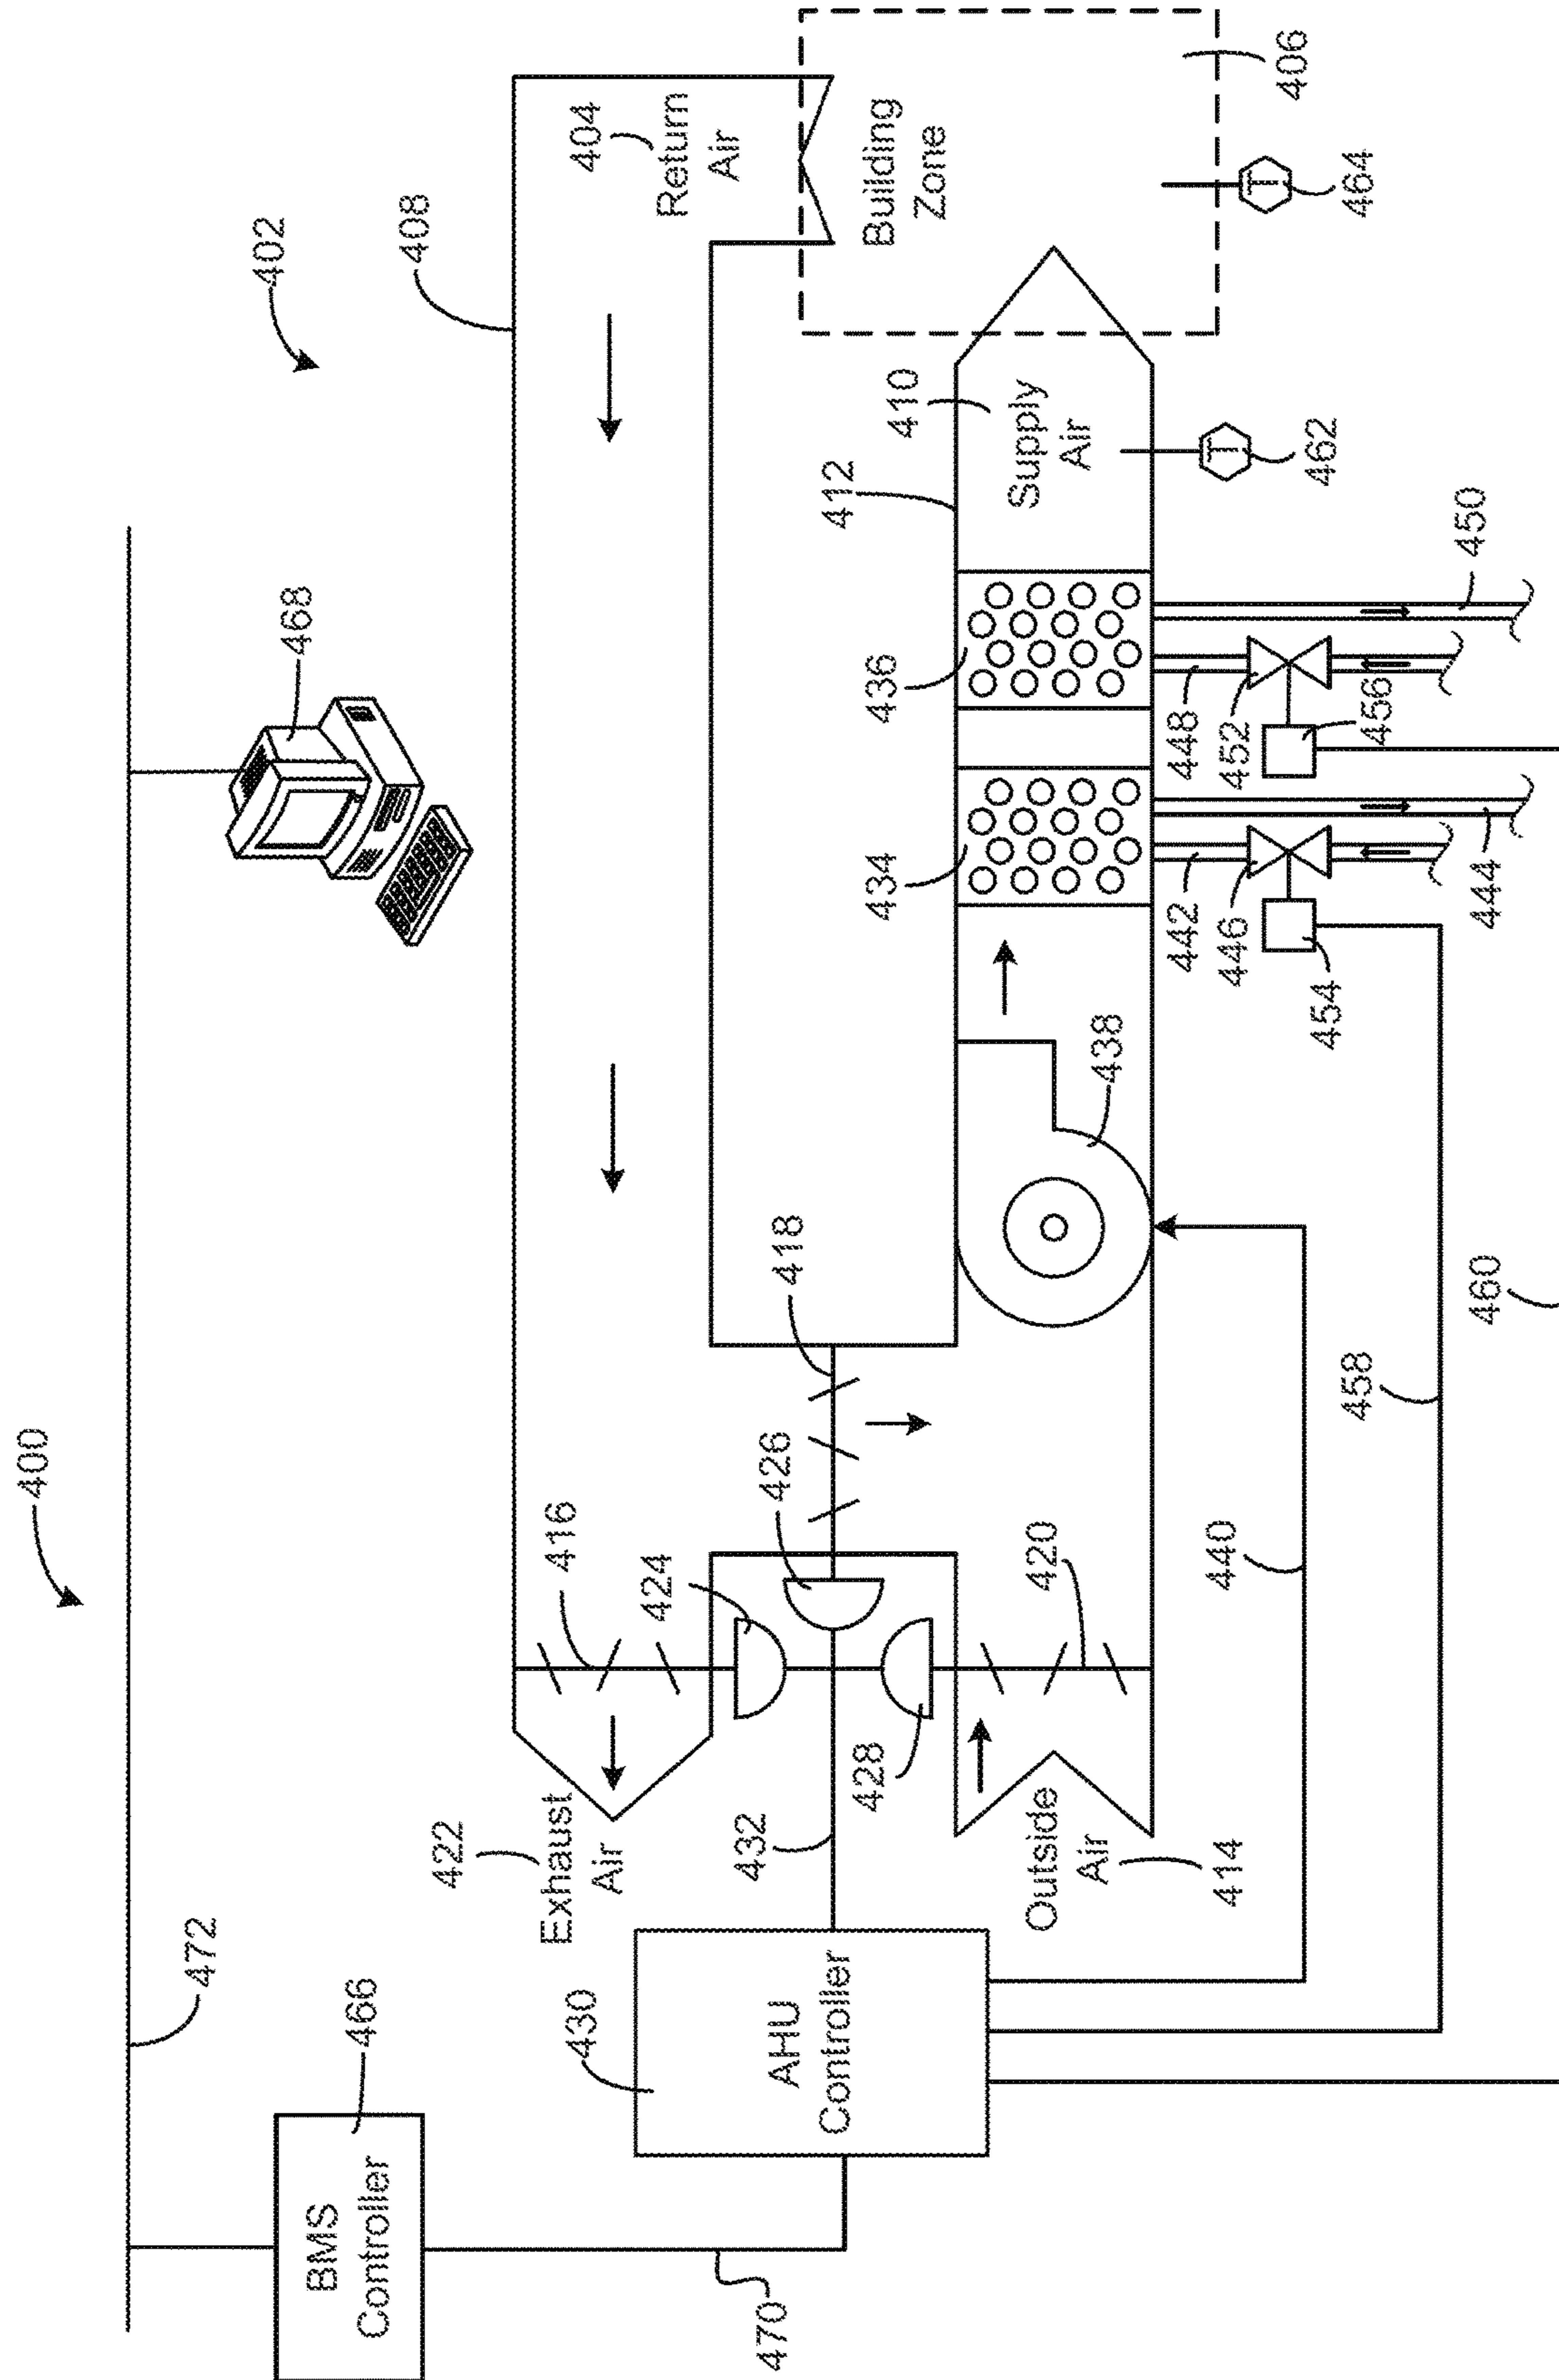 400
402
472
468
408
BMS
Controller
466
470
404
Return
Air
Building
Zone
406
464
422
Exhaust
Air
416
424
426
418
428
432
430
AHU
Controller
Outside
Air
414
420
438
434
436
412
410
Supply
Air
462
442
446
454
444
448
452
456
450
440
458
460
T
T